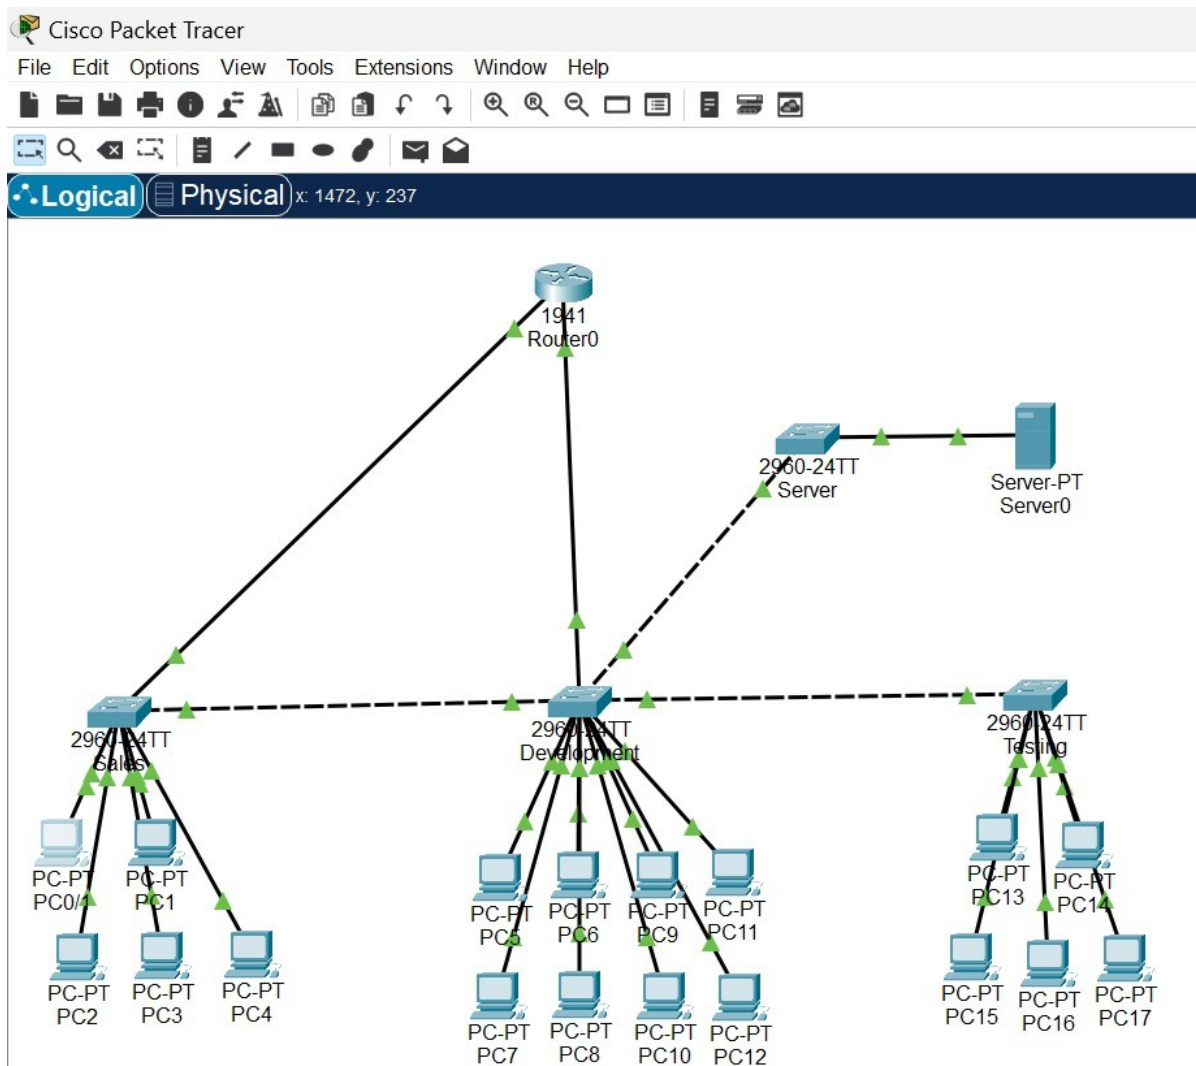 Cisco Packet Tracer
File Edit Options View Tools Extensions Window Help
Logical Physical x: 1472, y: 237
1941
Router0
2960-24TT
Server
Server-PT
Server0
2960-24TT
Sales
2960-24TT
Development
2960-24TT
Testing
PC-PT
PC0/1
PC-PT
PC1
PC-PT
PC2
PC-PT
PC3
PC-PT
PC4
PC-PT
PC5
PC-PT
PC6
PC-PT
PC9
PC-PT
PC11
PC-PT
PC7
PC-PT
PC8
PC-PT
PC10
PC-PT
PC12
PC-PT
PC13
PC-PT
PC14
PC-PT
PC15
PC-PT
PC16
PC-PT
PC17